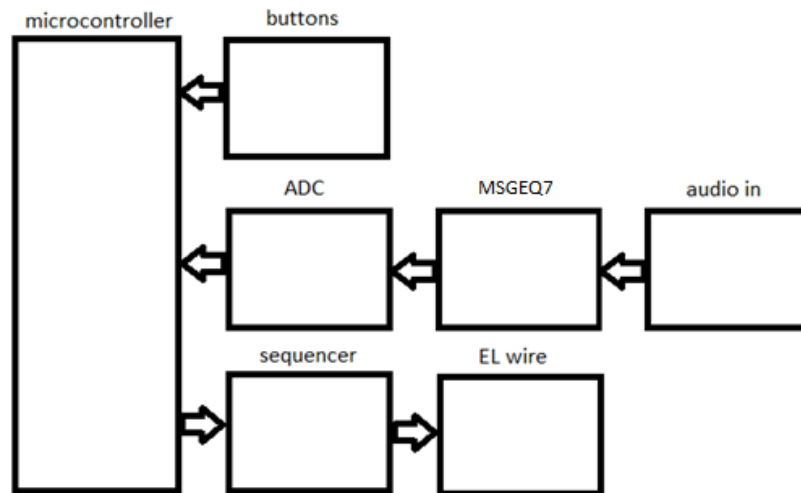 microcontroller
buttons
ADC
MSGEQ7
audio in
sequencer
EL wire